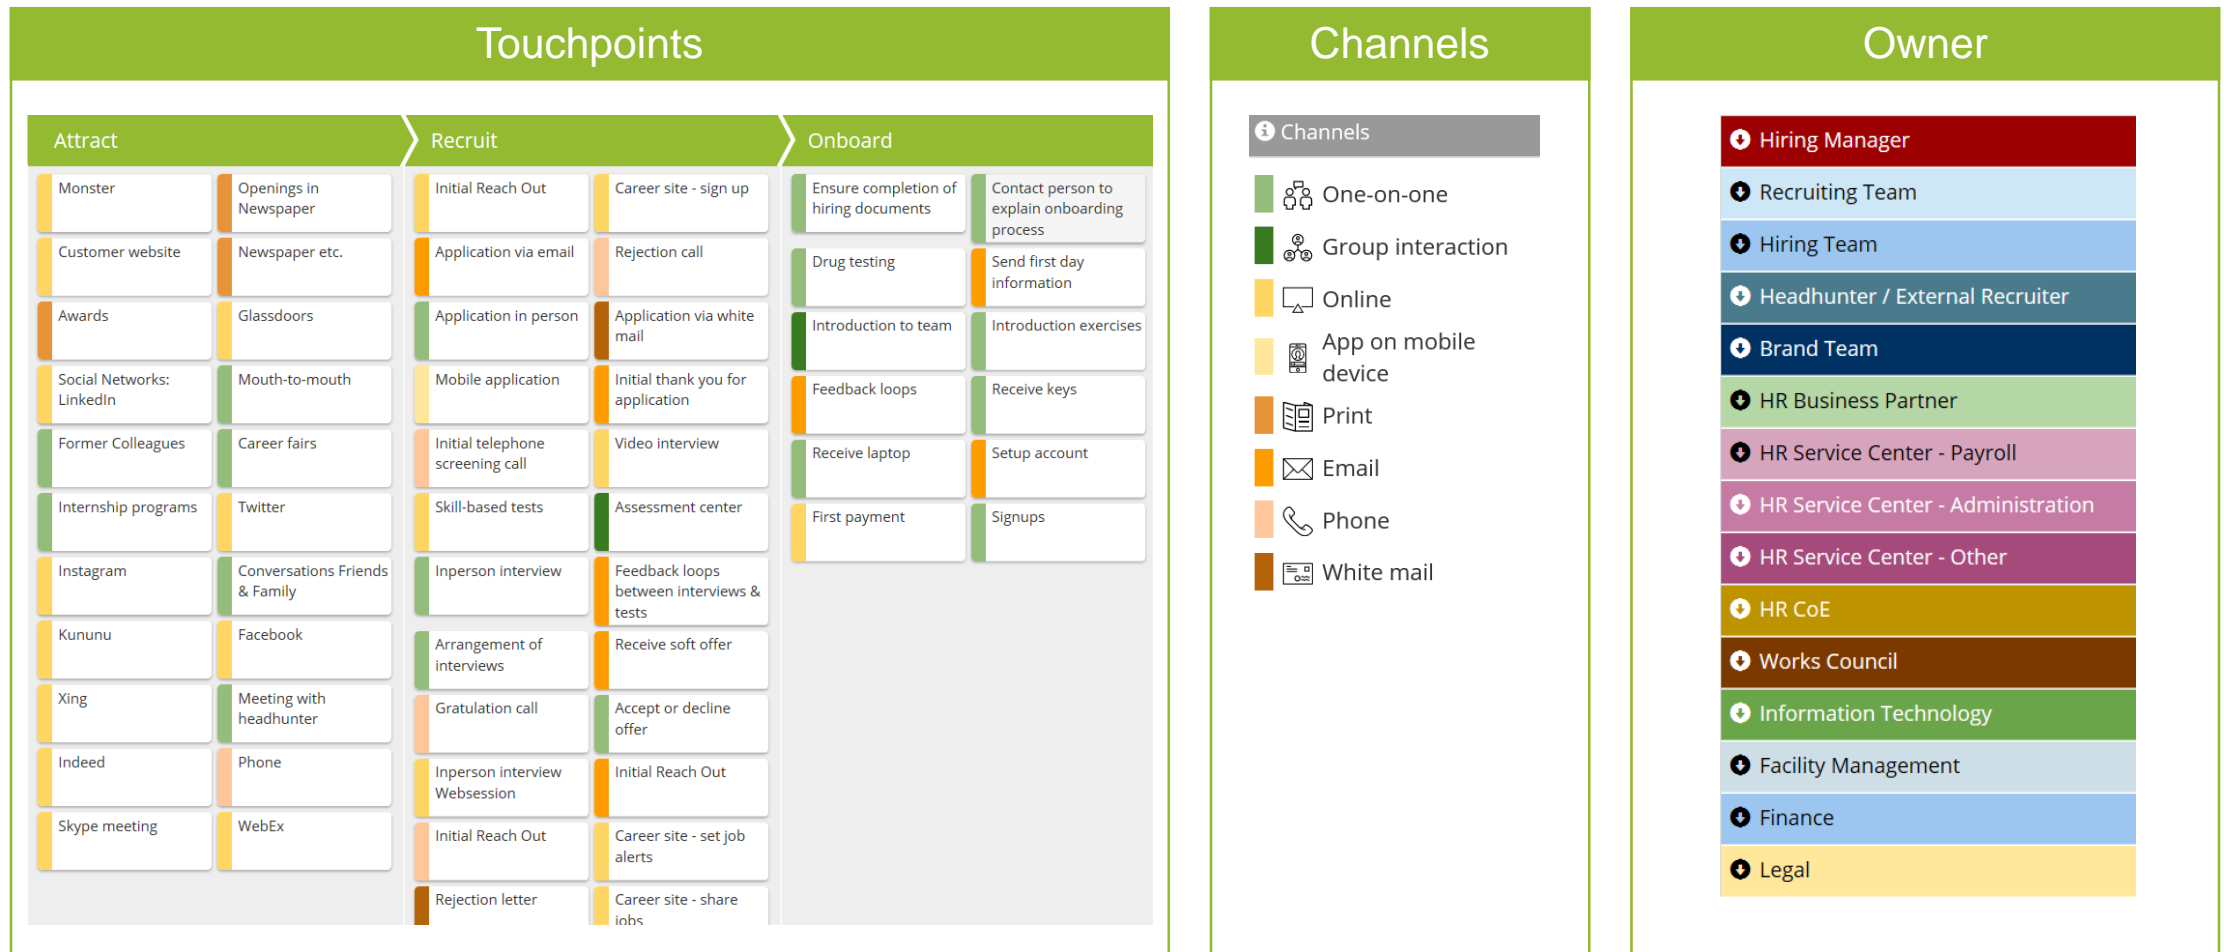 Touchpoints
Attract
Recruit
Onboard
Monster
Openings in
Newspaper
Customer website
Newspaper etc.
Awards
Glassdoors
Social Networks:
LinkedIn
Mouth-to-mouth
Former Colleagues
Career fairs
Internship programs
Twitter
Instagram
Conversations Friends
& Family
Kununu
Facebook
Xing
Meeting with
headhunter
Indeed
Phone
Skype meeting
WebEx
Initial Reach Out
Career site - sign up
Application via email
Rejection call
Application in person
Application via white
mail
Mobile application
Initial thank you for
application
Initial telephone
screening call
Video interview
Skill-based tests
Assessment center
Inperson interview
Feedback loops
between interviews &
tests
Arrangement of
interviews
Receive soft offer
Gratulation call
Accept or decline
offer
Inperson interview
Websession
Initial Reach Out
Initial Reach Out
Career site - set job
alerts
Rejection letter
Career site - share
jobs
Ensure completion of
hiring documents
Contact person to
explain onboarding
process
Drug testing
Send first day
information
Introduction to team
Introduction exercises
Feedback loops
Receive keys
Receive laptop
Setup account
First payment
Signups
Channels
Channels
One-on-one
Group interaction
Online
App on mobile
device
Print
Email
Phone
White mail
Owner
Hiring Manager
Recruiting Team
Hiring Team
Headhunter / External Recruiter
Brand Team
HR Business Partner
HR Service Center - Payroll
HR Service Center - Administration
HR Service Center - Other
HR CoE
Works Council
Information Technology
Facility Management
Finance
Legal